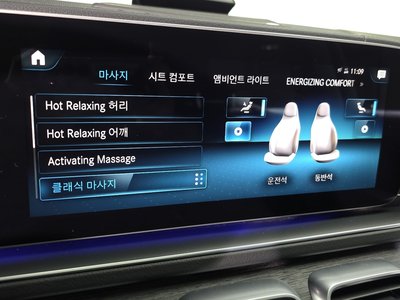 11:09
마사지 시트 컴포트 앰비언트 라이트 ENERGIZING COMFORT »
Hot Relaxing 허리
Hot Relaxing 어깨
Activating Massage
클래식 마사지
운전석 동반석